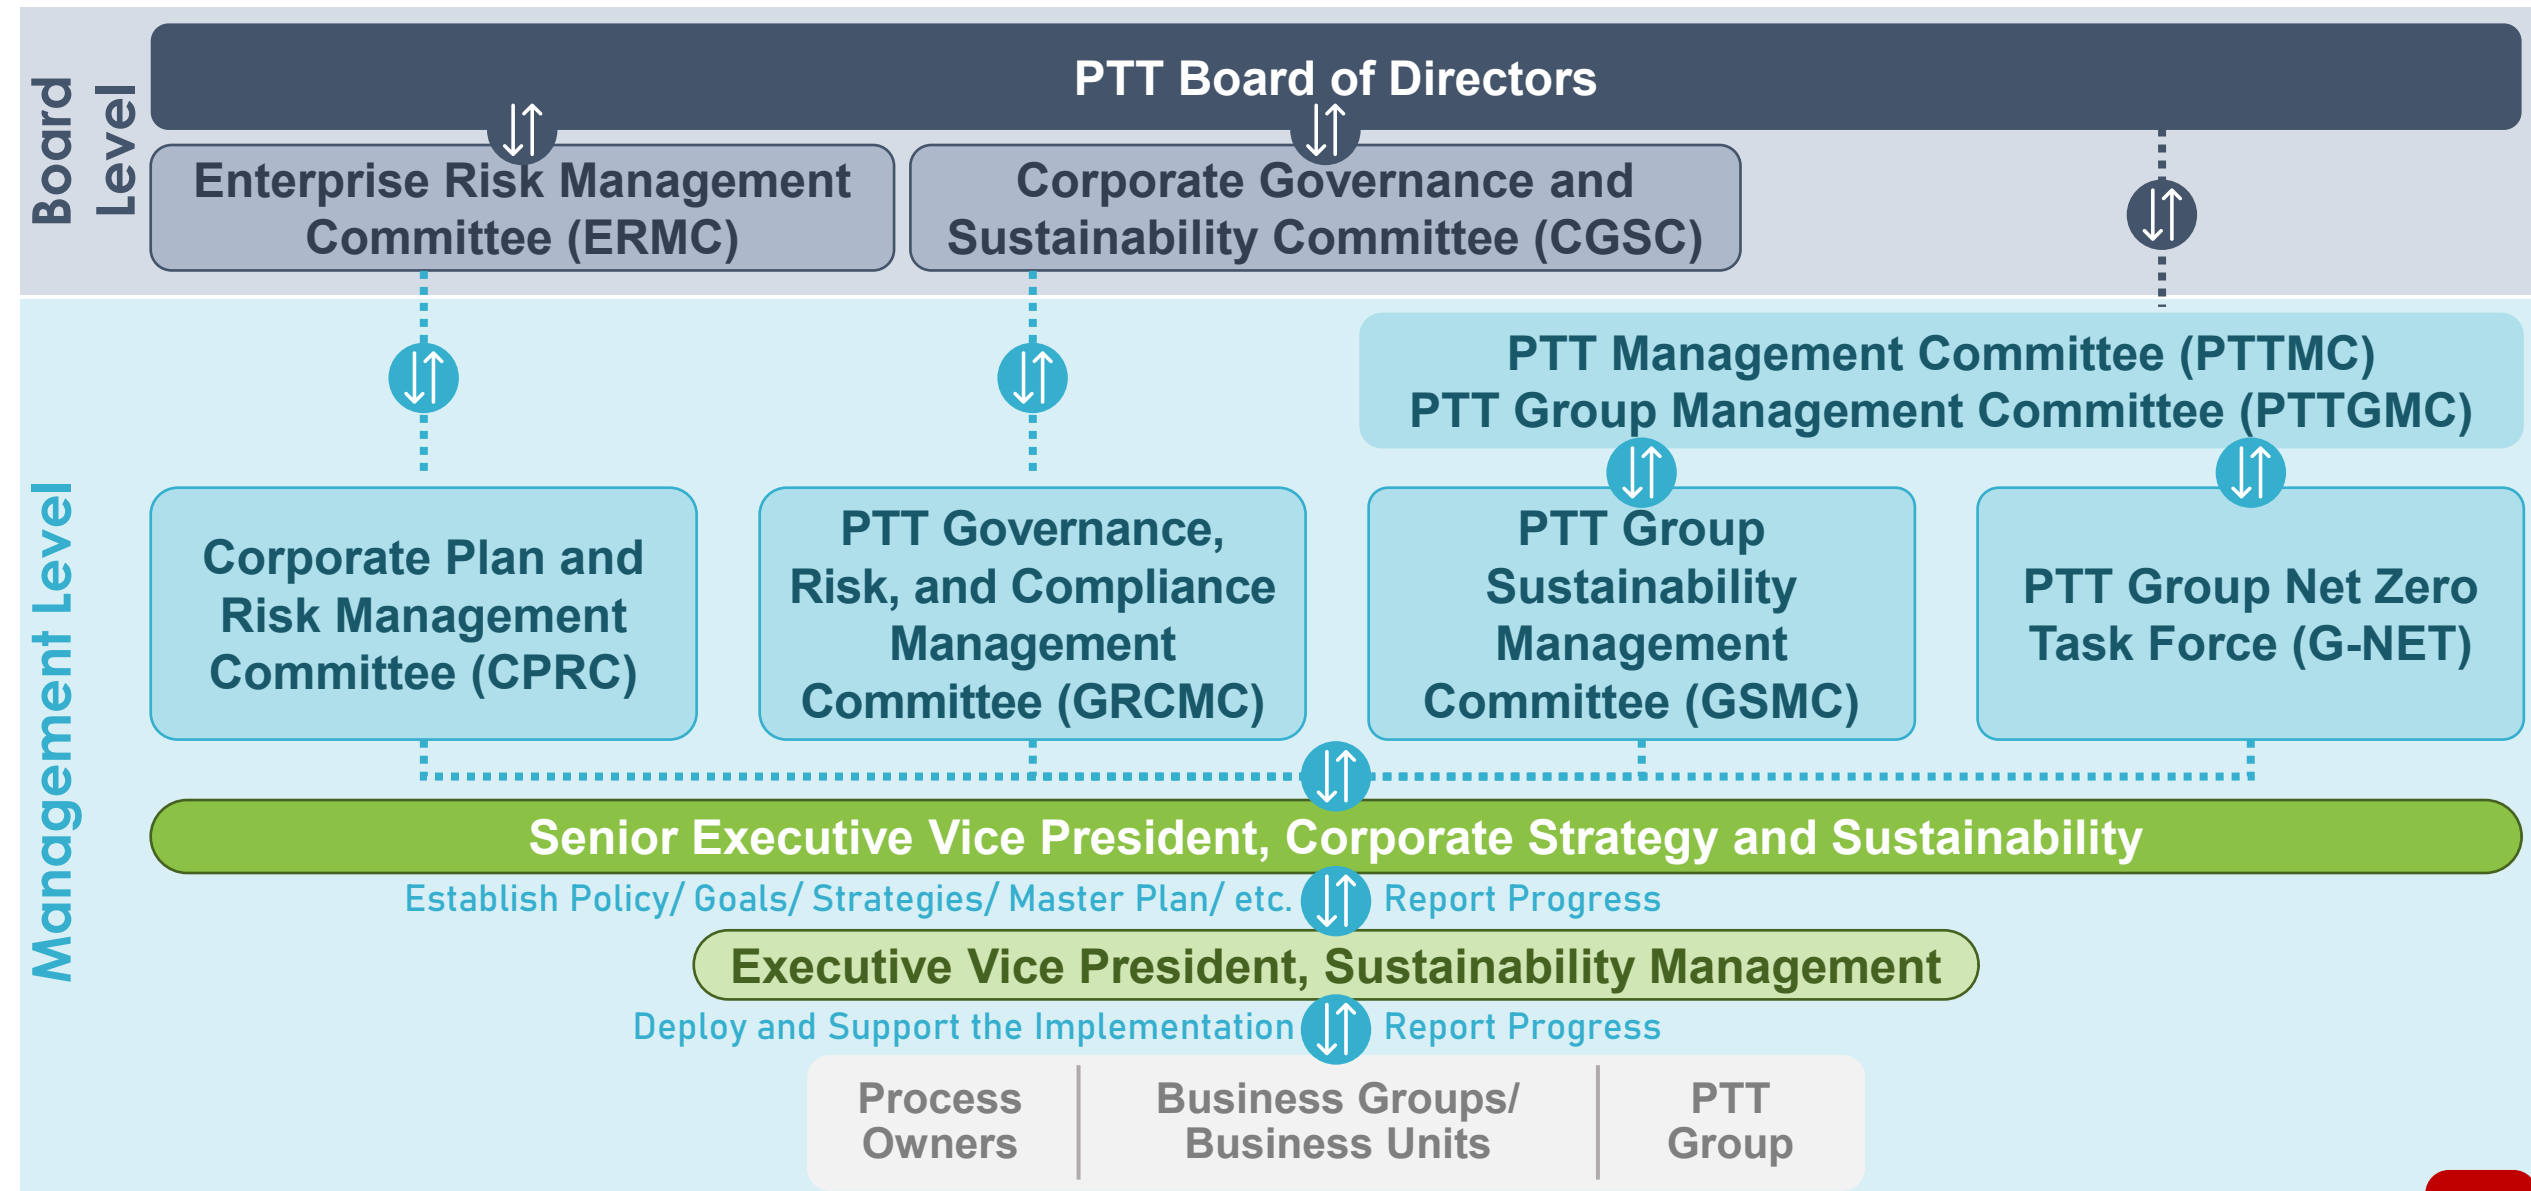 Board
Level
PTT Board of Directors
Enterprise Risk Management
Committee (ERMC)
Corporate Governance and
Sustainability Committee (CGSC)
Management Level
PTT Management Committee (PTTMC)
PTT Group Management Committee (PTTGMC)
Corporate Plan and
Risk Management
Committee (CPRC)
PTT Governance,
Risk, and Compliance
Management
Committee (GRCMC)
PTT Group
Sustainability
Management
Committee (GSMC)
PTT Group Net Zero
Task Force (G-NET)
Senior Executive Vice President, Corporate Strategy and Sustainability
Establish Policy/ Goals/ Strategies/ Master Plan/ etc.
Report Progress
Executive Vice President, Sustainability Management
Deploy and Support the Implementation
Report Progress
Process
Owners
Business Groups/
Business Units
PTT
Group